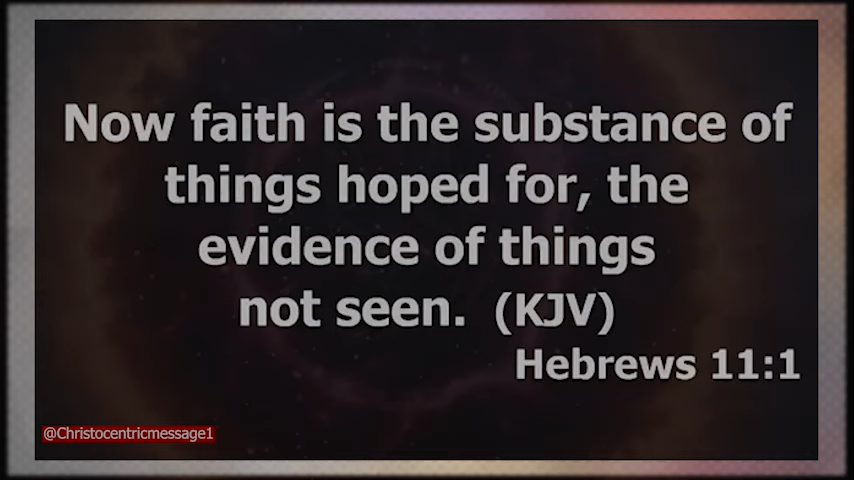 Now faith is the substance of
things hoped for, the
evidence of things
not seen. (KJV)
Hebrews 11:1
@Christocentricmessage1